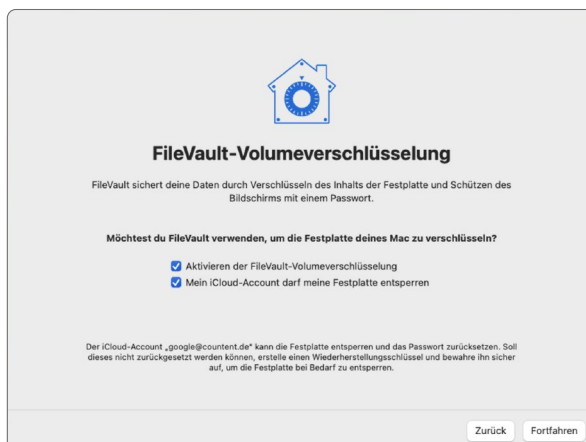 FileVault-Volumeverschlüsselung
FileVault sichert deine Daten durch Verschlüsseln des Inhalts der Festplatte und Schützen des
Bildschirms mit einem Passwort.
Möchtest du FileVault verwenden, um die Festplatte deines Mac zu verschlüsseln?
Aktivieren der FileVault-Volumeverschlüsselung
Mein iCloud-Account darf meine Festplatte entsperren
Der iCloud-Account „google@countent.de“ kann die Festplatte entsperren und das Passwort zurücksetzen. Soll
dieses nicht zurückgesetzt werden können, erstelle einen Wiederherstellungsschlüssel und bewahre ihn sicher
auf, um die Festplatte bei Bedarf zu entsperren.
Zurück Fortfahren